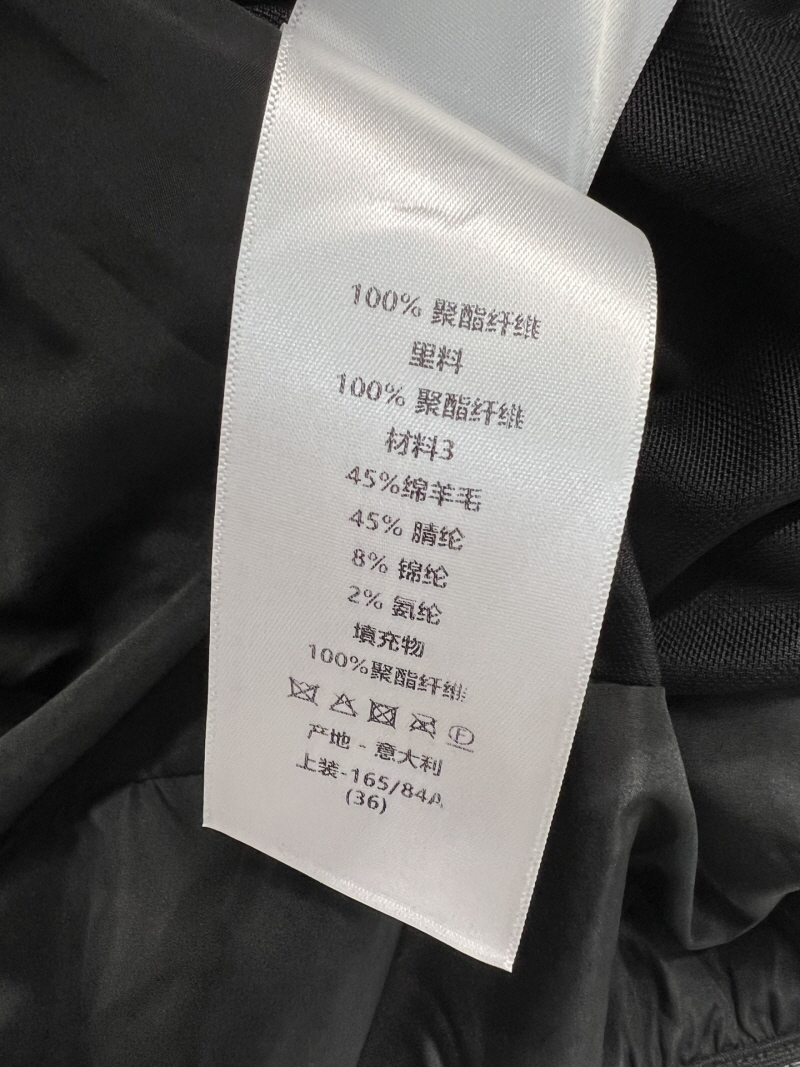 100% 聚酯纤维
里料
100% 聚酯纤维
材料3
45%绵羊毛
45% 腈纶
8% 锦纶
2% 氨纶
填充物
100%聚酯纤维
F
产地 - 意大利
上装-165/84A
(36)